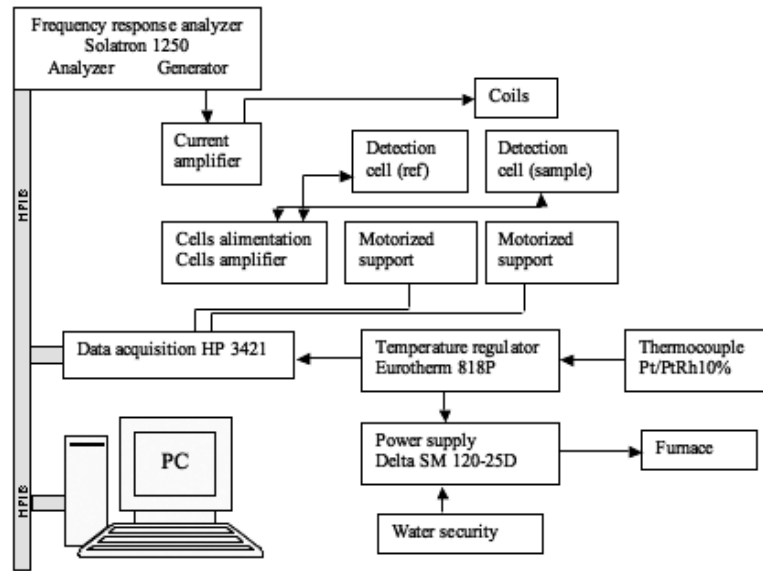 Frequency response analyzer
Solatron 1250
Analyzer Generator
Coils
Current
amplifier
Detection
cell (ref)
Detection
cell (sample)
HPIB
Cells alimentation
Cells amplifier
Motorized
support
Motorized
support
Data acquisition HP 3421
Temperature regulator
Eurotherm 818P
Thermocouple
Pt/PtRh10%
PC
Power supply
Delta SM 120-25D
Furnace
HPIB
Water security